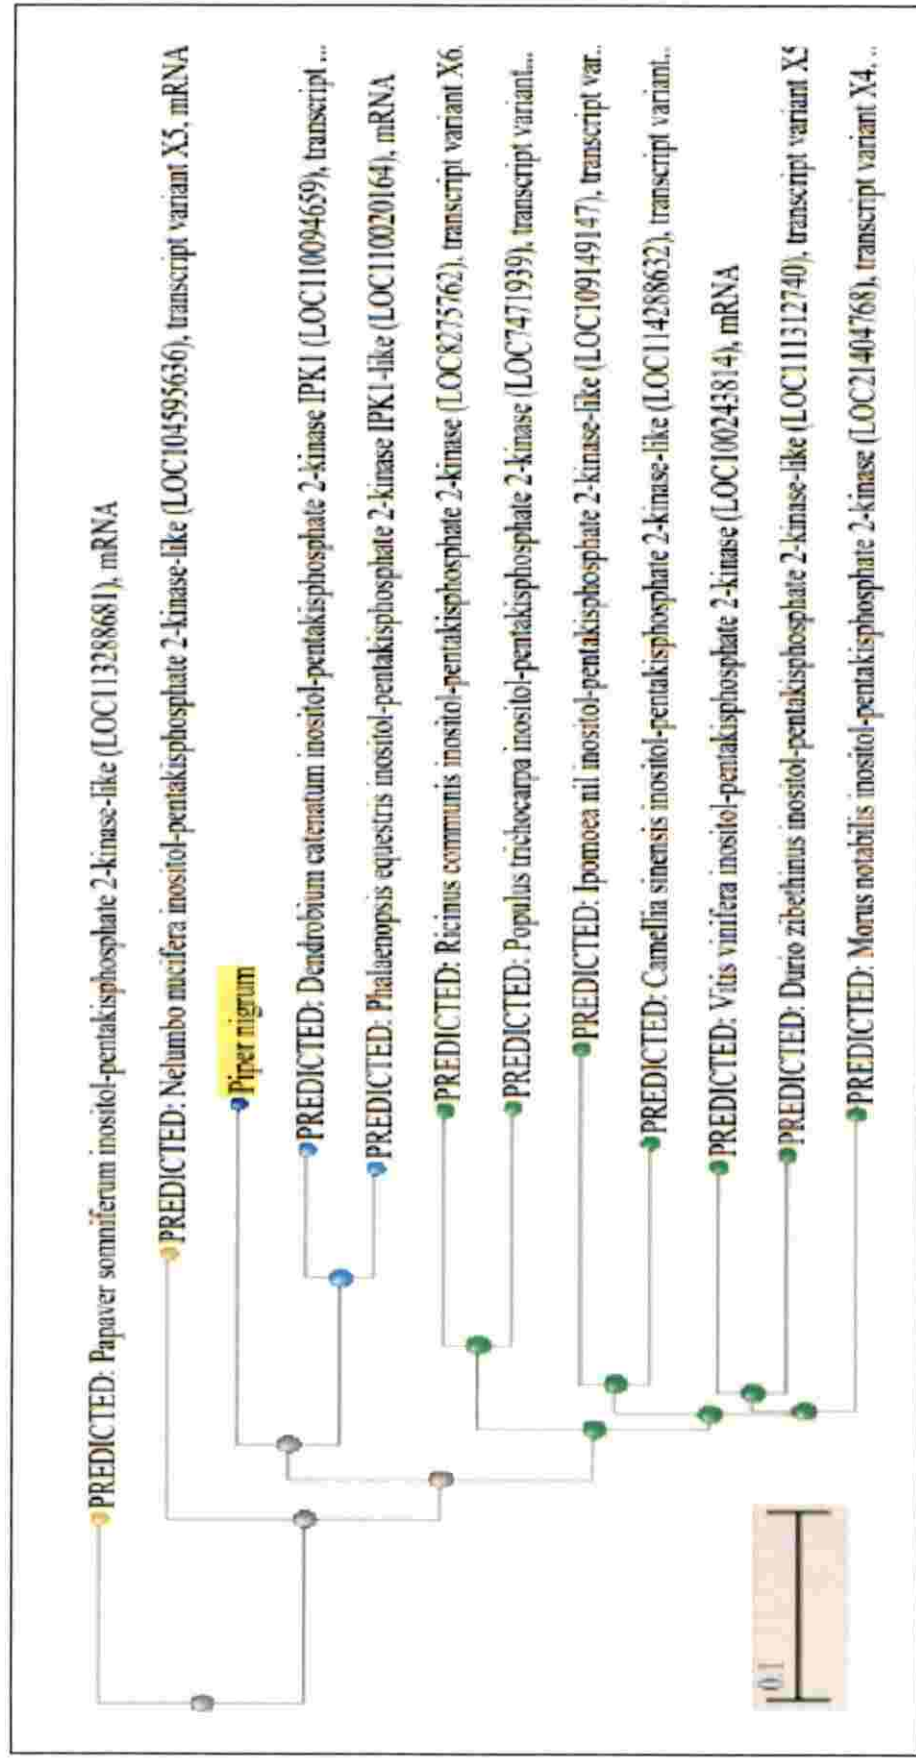 PREDICTED: Papaver somniferum inositol-pentakisphosphate 2-kinase-like (LOC113288681), mRNA
PREDICTED: Nelumbo nucifera inositol-pentakisphosphate 2-kinase-like (LOC104595636), transcript variant X5, mRNA
Piper nigrum
PREDICTED: Dendrobium catenatum inositol-pentakisphosphate 2-kinase IPK1 (LOC110094659), transcript ...
PREDICTED: Phalaenopsis equestris inositol-pentakisphosphate 2-kinase IPK1-like (LOC110020164), mRNA
PREDICTED: Ricinus communis inositol-pentakisphosphate 2-kinase (LOC8275762), transcript variant X6.
PREDICTED: Populus trichocarpa inositol-pentakisphosphate 2-kinase (LOC7471939), transcript variant...
PREDICTED: Ipomoea nil inositol-pentakisphosphate 2-kinase-like (LOC109149147), transcript var..
PREDICTED: Camellia sinensis inositol-pentakisphosphate 2-kinase-like (LOC114288632), transcript variant..
PREDICTED: Vitis vinifera inositol-pentakisphosphate 2-kinase (LOC100243814), mRNA
PREDICTED: Durio zibethinus inositol-pentakisphosphate 2-kinase-like (LOC111312740), transcript variant X5
PREDICTED: Morus notabilis inositol-pentakisphosphate 2-kinase (LOC21404768), transcript variant X4, ..
0.1